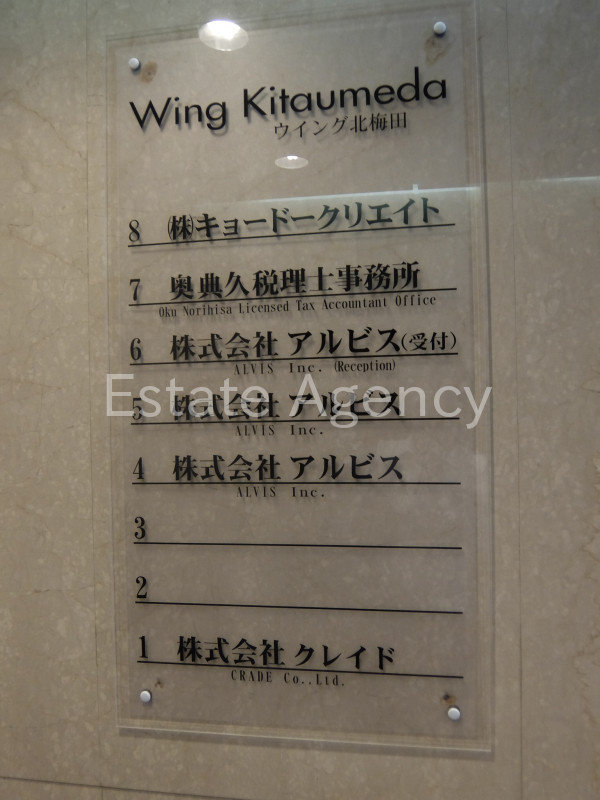 Wing Kitaumeda
ウイング北梅田
8 ㈱キョードークリエイト
7 奥典久税理士事務所
Oku Norihisa Licensed Tax Accountant Office
6 株式会社 アルビス(受付)
ALVIS Inc. (Reception)
Estate Agency
5 株式会社 アルビス
ALVIS Inc.
4 株式会社 アルビス
ALVIS Inc.
3
2
1 株式会社 クレイド
CRADE Co..Ltd.